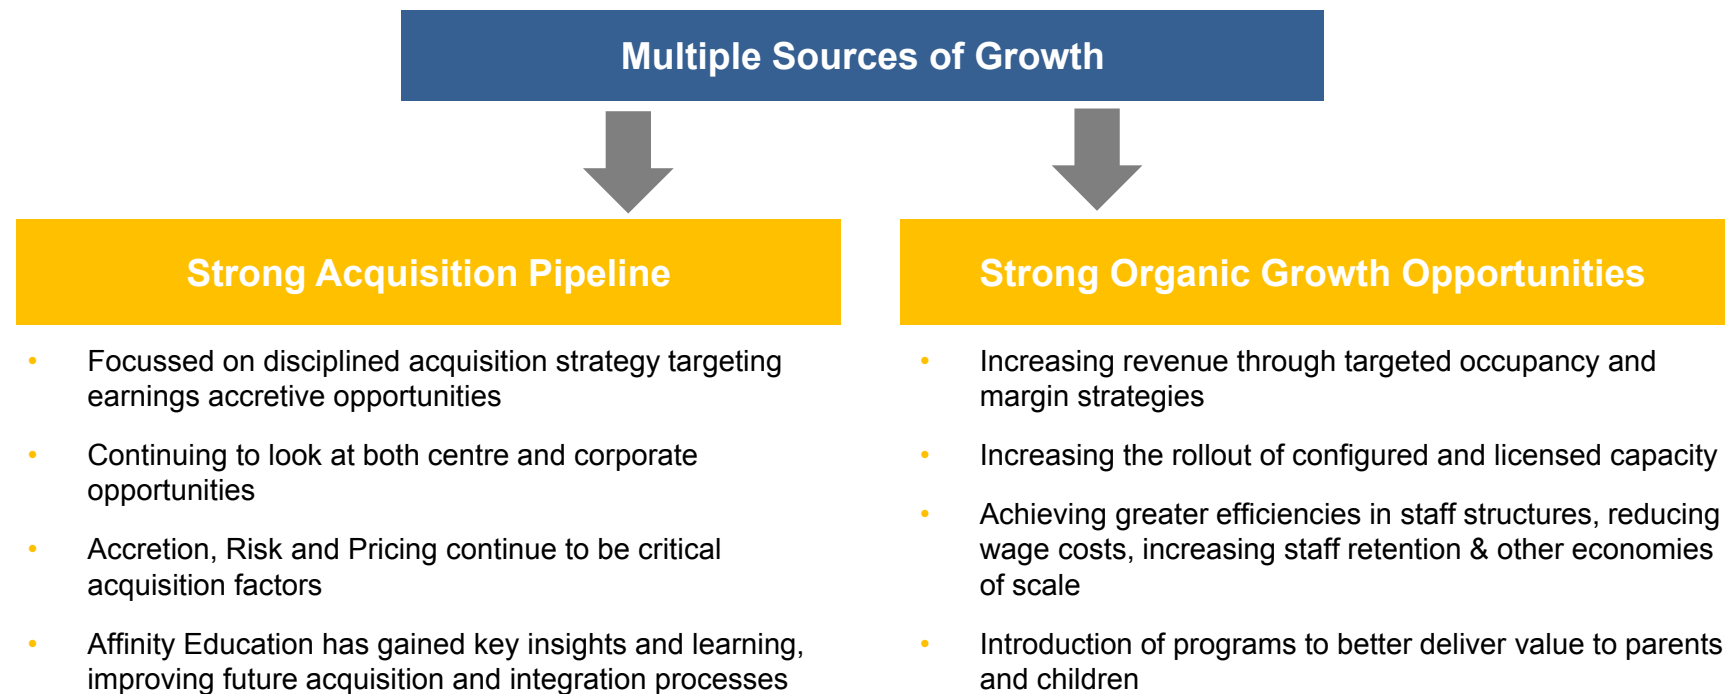 Multiple Sources of Growth
Strong Acquisition Pipeline
• Focussed on disciplined acquisition strategy targeting
earnings accretive opportunities
• Continuing to look at both centre and corporate
opportunities
• Accretion, Risk and Pricing continue to be critical
acquisition factors
• Affinity Education has gained key insights and learning,
improving future acquisition and integration processes
Strong Organic Growth Opportunities
• Increasing revenue through targeted occupancy and
margin strategies
• Increasing the rollout of configured and licensed capacity
• Achieving greater efficiencies in staff structures, reducing
wage costs, increasing staff retention & other economies
of scale
• Introduction of programs to better deliver value to parents
and children